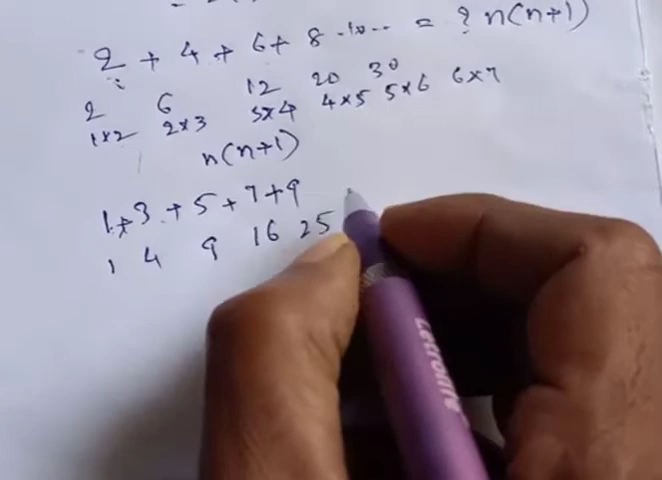 2 + 4 + 6 + 8 ..... = ? n(n+1)
2 6 12 20 30
1×2 2×3 3×4 4×5 5×6 6×7
n(n+1)
1+3+5+7+9
1 4 9 16 25